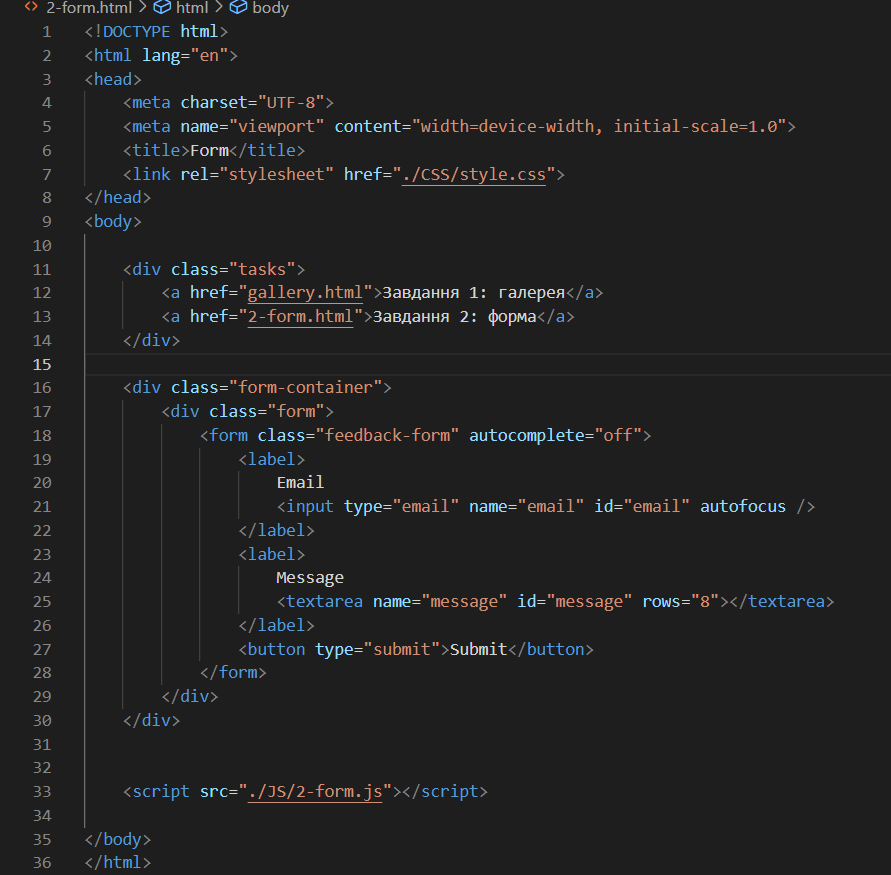 2-form.html > html > body
1 <!DOCTYPE html>
2 <html lang="en">
3 <head>
4     <meta charset="UTF-8">
5     <meta name="viewport" content="width=device-width, initial-scale=1.0">
6     <title>Form</title>
7     <link rel="stylesheet" href="./CSS/style.css">
8 </head>
9 <body>
10
11     <div class="tasks">
12         <a href="gallery.html">Завдання 1: галерея</a>
13         <a href="2-form.html">Завдання 2: форма</a>
14     </div>
15
16     <div class="form-container">
17         <div class="form">
18             <form class="feedback-form" autocomplete="off">
19                 <label>
20                     Email
21                     <input type="email" name="email" id="email" autofocus />
22                 </label>
23                 <label>
24                     Message
25                     <textarea name="message" id="message" rows="8"></textarea>
26                 </label>
27                 <button type="submit">Submit</button>
28             </form>
29         </div>
30     </div>
31
32
33     <script src="./JS/2-form.js"></script>
34
35 </body>
36 </html>